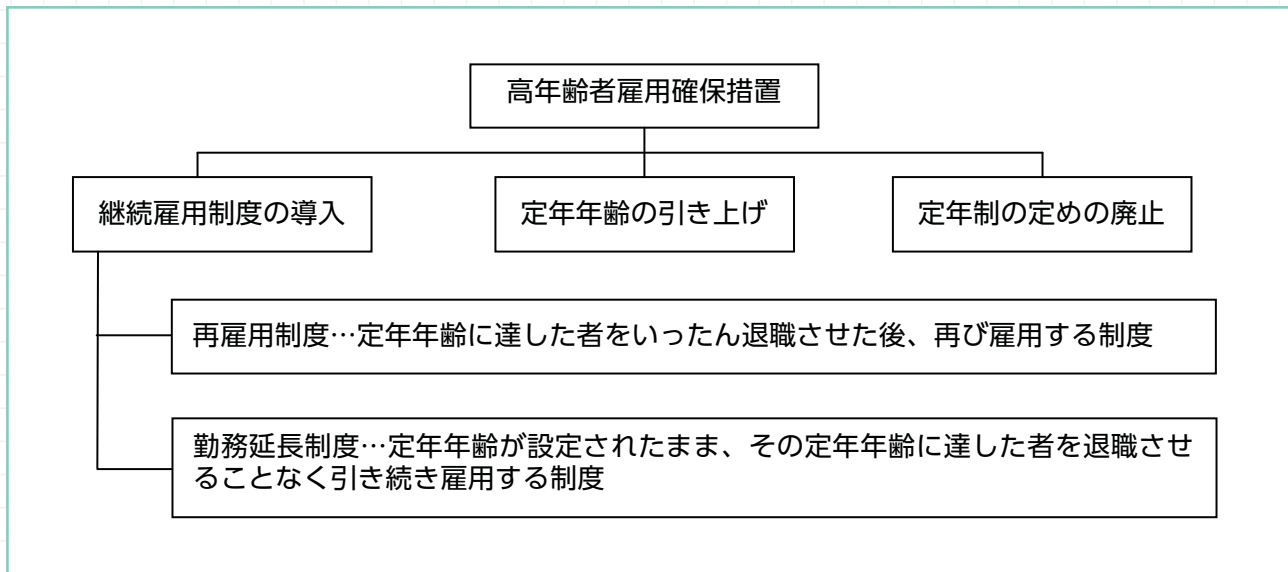 高年齢者雇用確保措置
継続雇用制度の導入
定年年齢の引き上げ
定年制の定めの廃止
再雇用制度…定年年齢に達した者をいったん退職させた後、再び雇用する制度
勤務延長制度…定年年齢が設定されたまま、その定年年齢に達した者を退職させ
ることなく引き続き雇用する制度